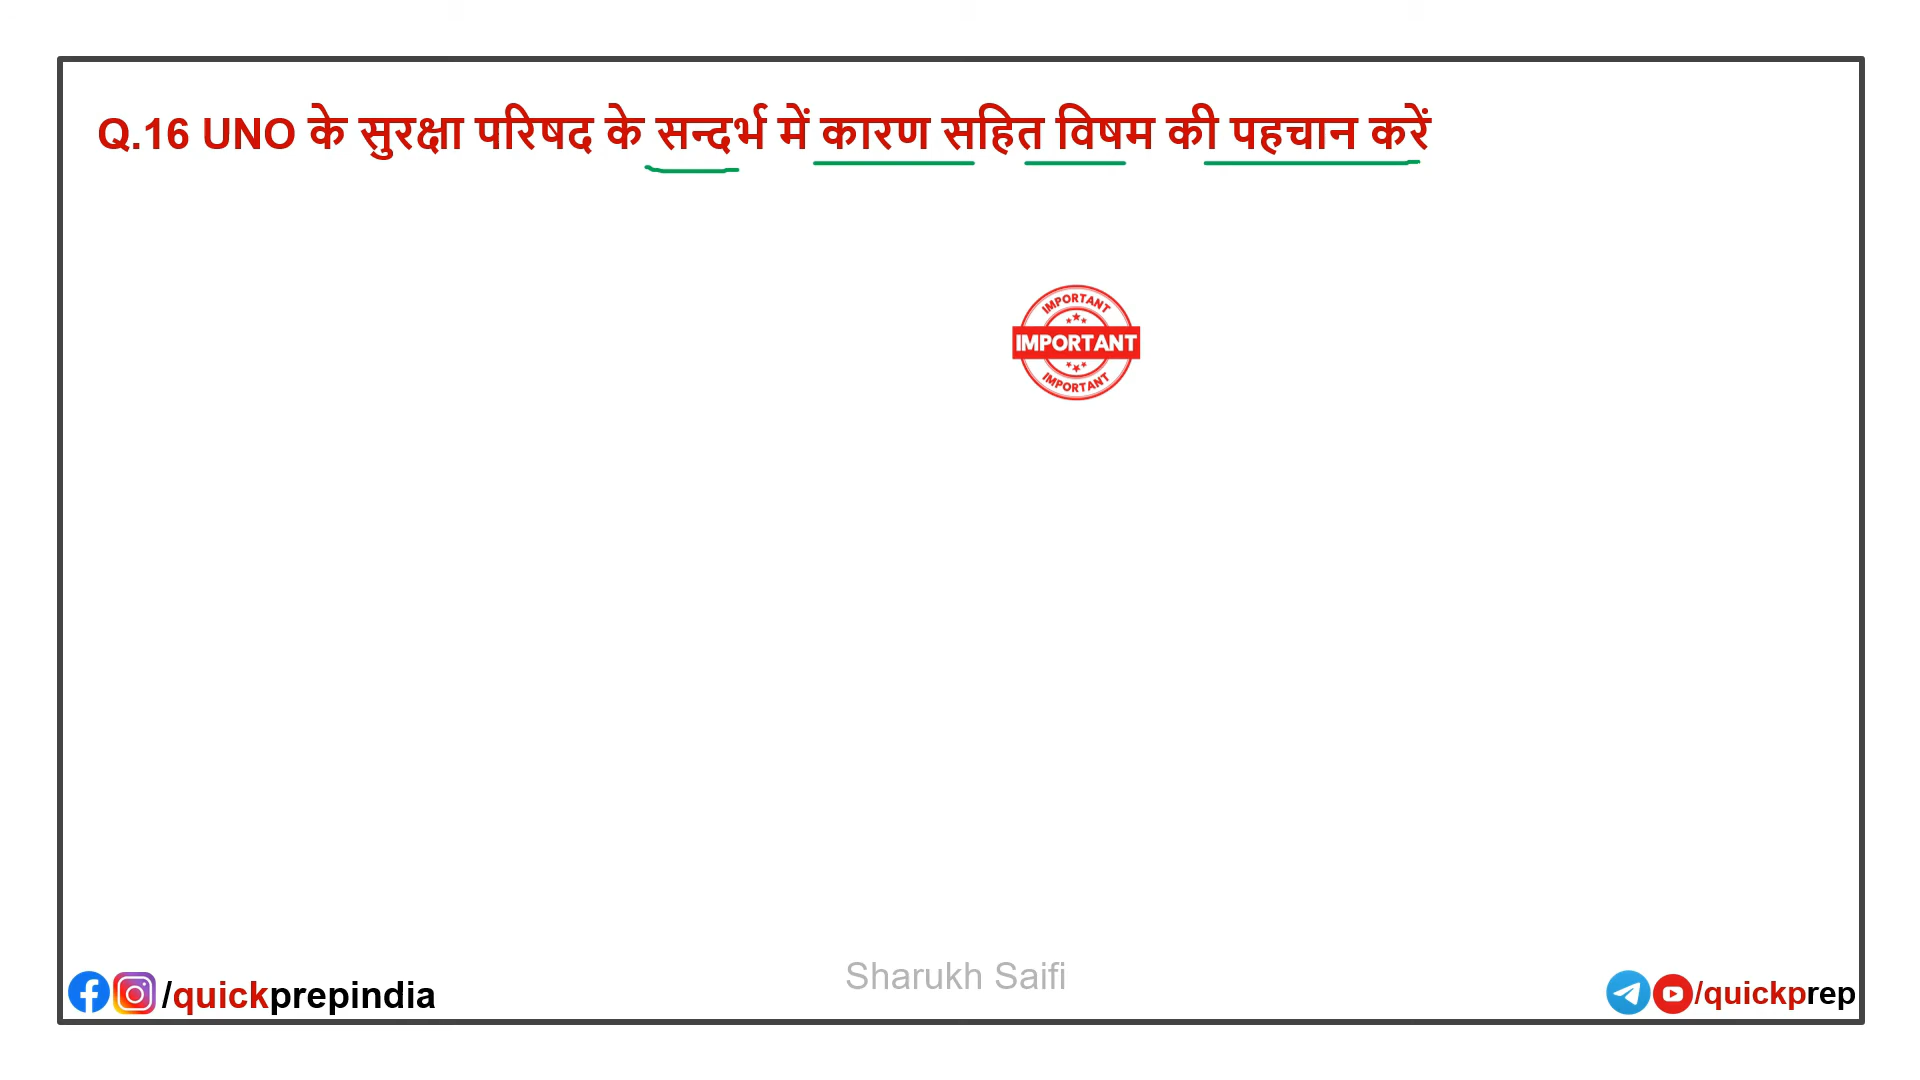 Q.16 UNO के सुरक्षा परिषद के सन्दर्भ में कारण सहित विषम की पहचान करें
IMPORTANT
IMPORTANT
IMPORTANT
Sharukh Saifi
/quickprepindia
/quickprep